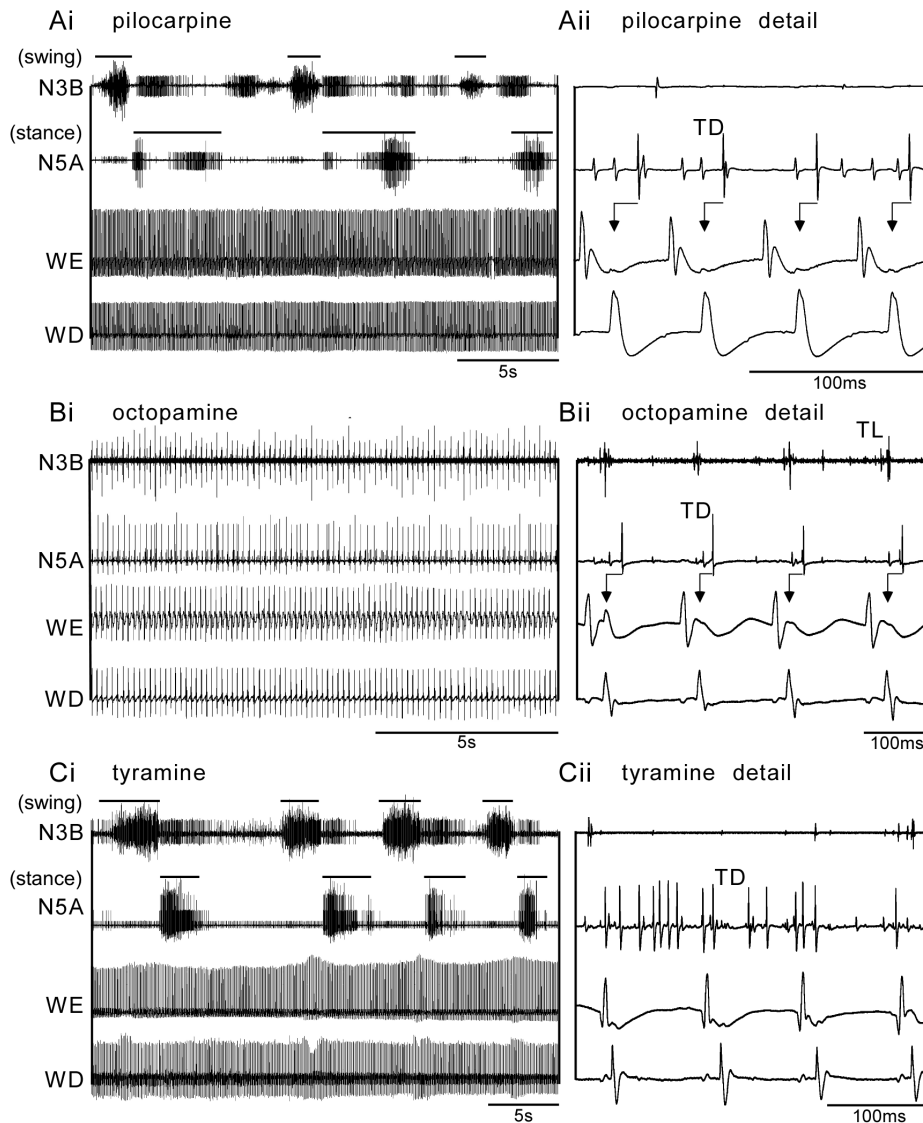 Ai pilocarpine
(swing)
N3B
(stance)
N5A
WE
WD
5s
Aii pilocarpine detail
TD
100ms
Bi octopamine
N3B
N5A
WE
WD
5s
Bii octopamine detail
TL
TD
100ms
Ci tyramine
(swing)
N3B
(stance)
N5A
WE
WD
5s
Cii tyramine detail
TD
100ms